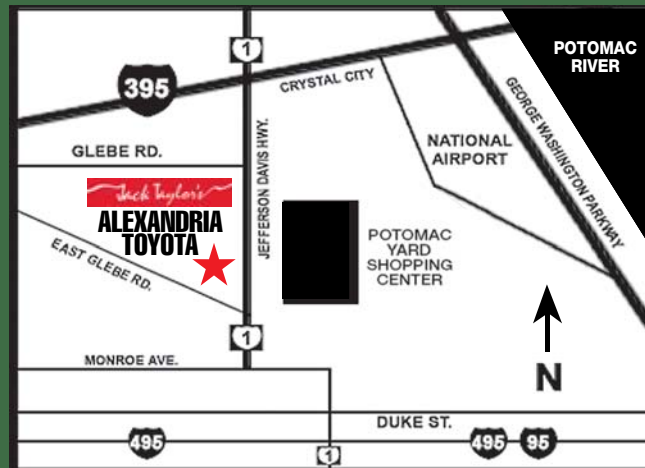 1
POTOMAC
RIVER
395
CRYSTAL CITY
GEORGE WASHINGTON PARKWAY
GLEBE RD.
JEFFERSON DAVIS HWY.
NATIONAL
AIRPORT
Jack Taylor's
ALEXANDRIA
TOYOTA
EAST GLEBE RD.
POTOMAC
YARD
SHOPPING
CENTER
1
MONROE AVE.
N
DUKE ST.
495
1
495
95